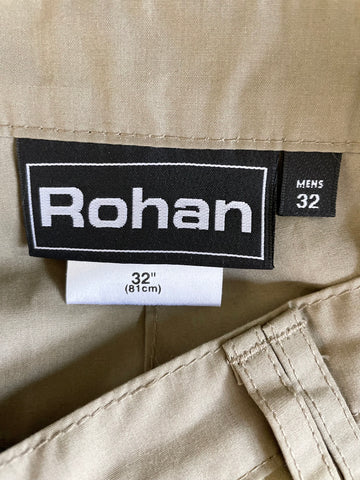 Rohan
MENS
32
32"
(81cm)